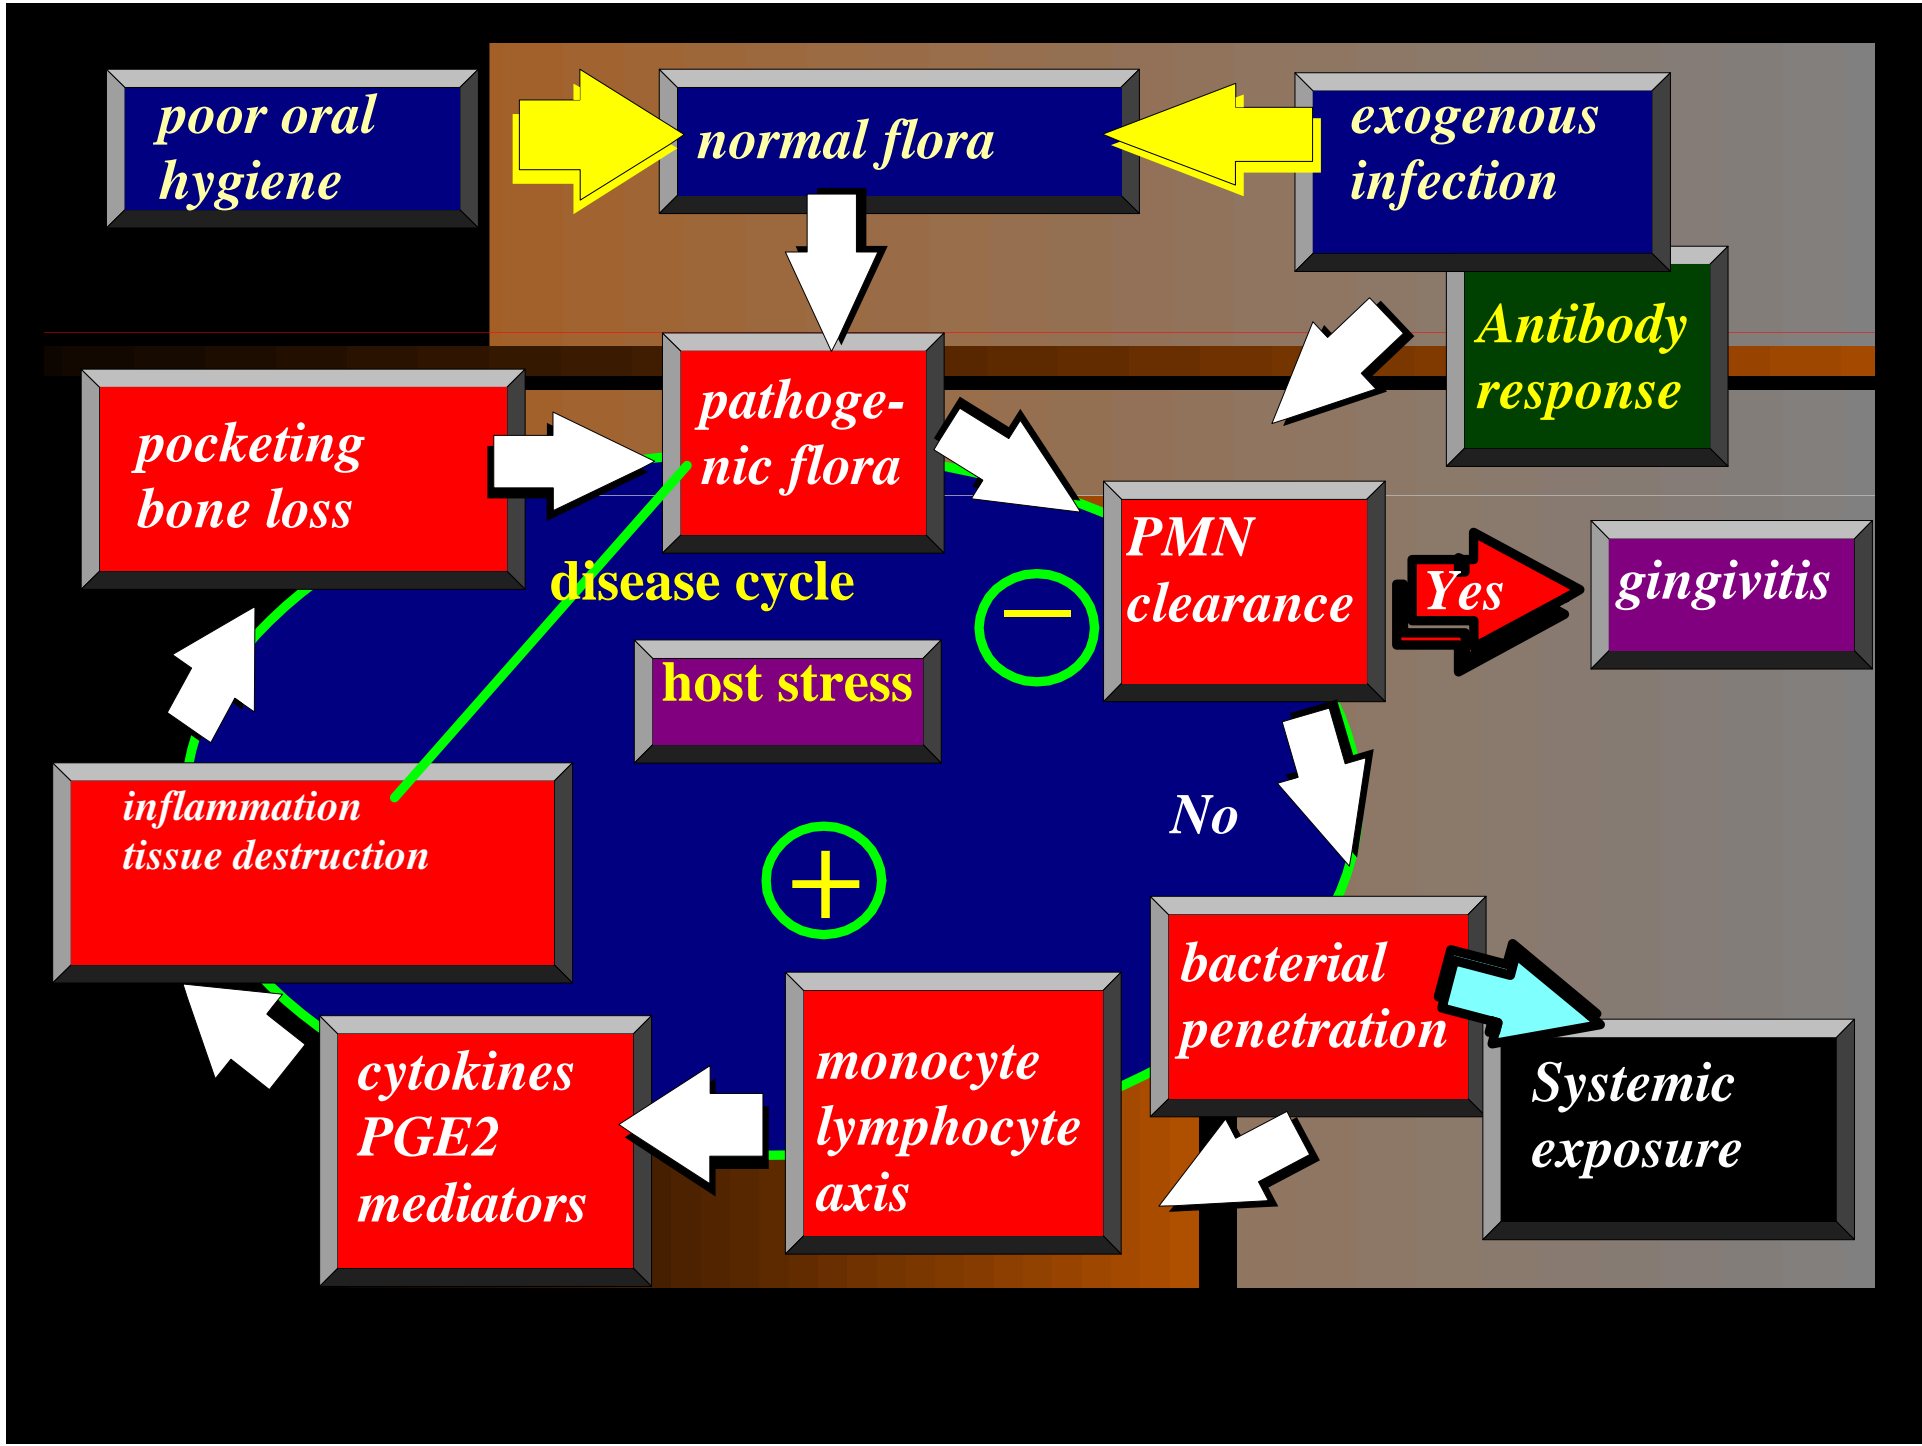 poor oral
hygiene
normal flora
exogenous
infection
Antibody
response
pathoge-
nic flora
pocketing
bone loss
PMN
clearance
Yes
gingivitis
disease cycle
–
host stress
No
inflammation
tissue destruction
+
bacterial
penetration
Systemic
exposure
monocyte
lymphocyte
axis
cytokines
PGE2
mediators